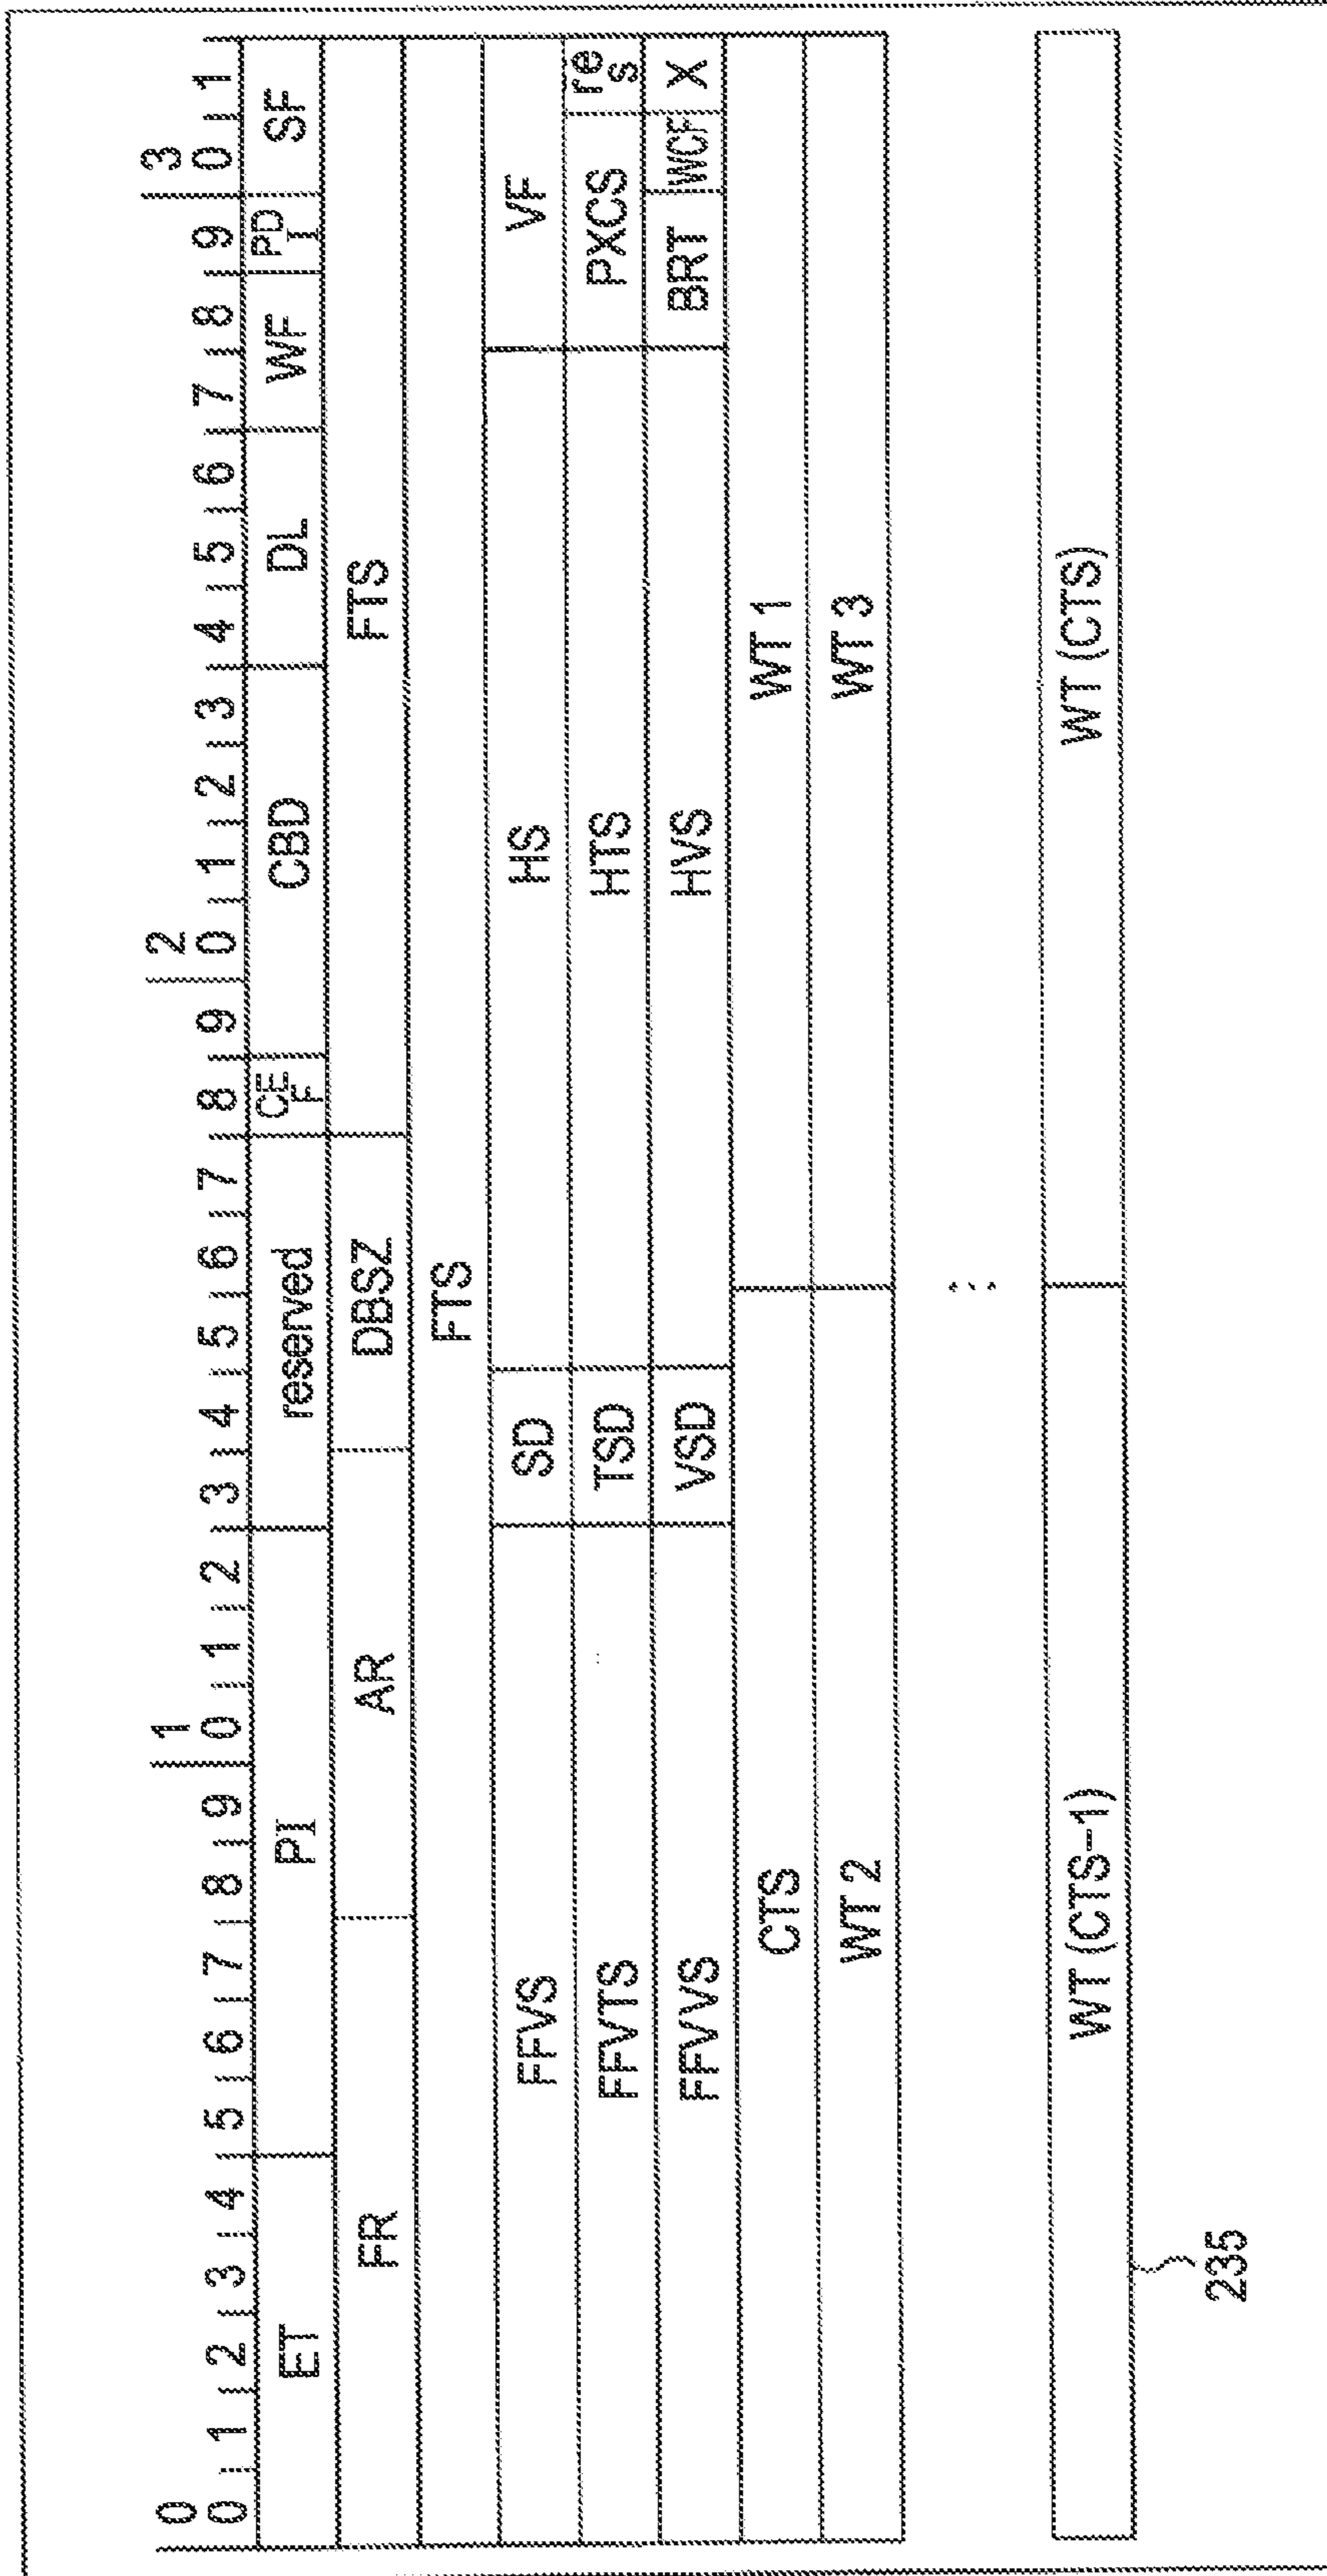 0 1 2 3
0 1 2 3 4 5 6 7 8 9 0 1 2 3 4 5 6 7 8 9 0 1 2 3 4 5 6 7 8 9 0 1
ET PI reserved CEF CBD DL WF PDI SF
FR AR DBSZ FTS
FTS
FFVS SD HS VF
FFVTS TSD HTS PXCS res
FFVVS VSD HVS BRT WCF X
CTS WT 1
WT 2 WT 3
WT (CTS-1) WT (CTS)
235